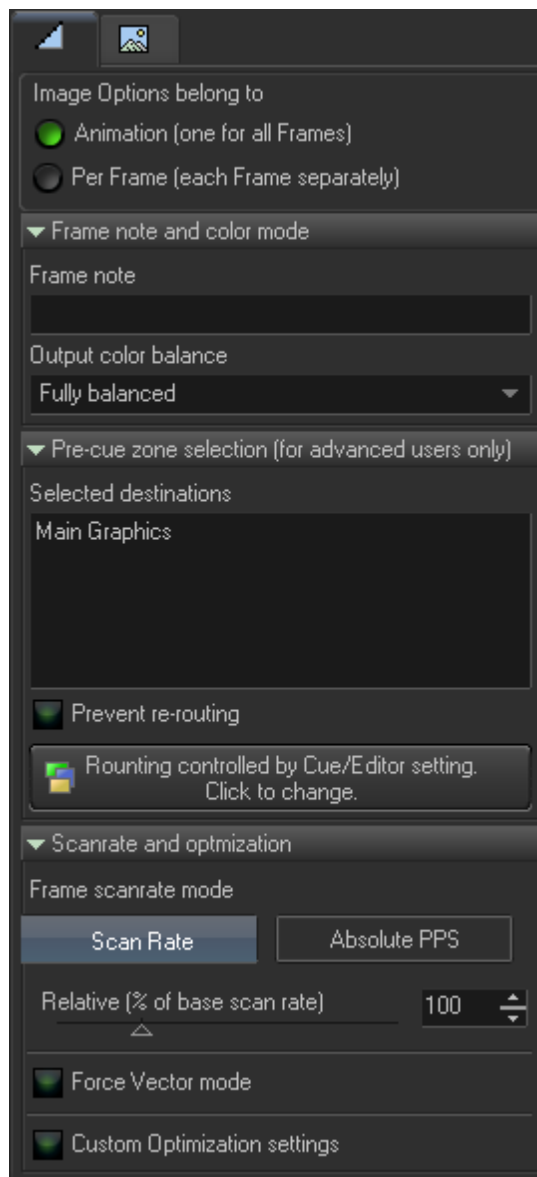 Image Options belong to
Animation (one for all Frames)
Per Frame (each Frame separately)
Frame note and color mode
Frame note
Output color balance
Fully balanced
Pre-cue zone selection (for advanced users only)
Selected destinations
Main Graphics
Prevent re-routing
Rounting controlled by Cue/Editor setting.
Click to change.
Scanrate and optmization
Frame scanrate mode
Scan Rate
Absolute PPS
Relative (% of base scan rate)
100
Force Vector mode
Custom Optimization settings